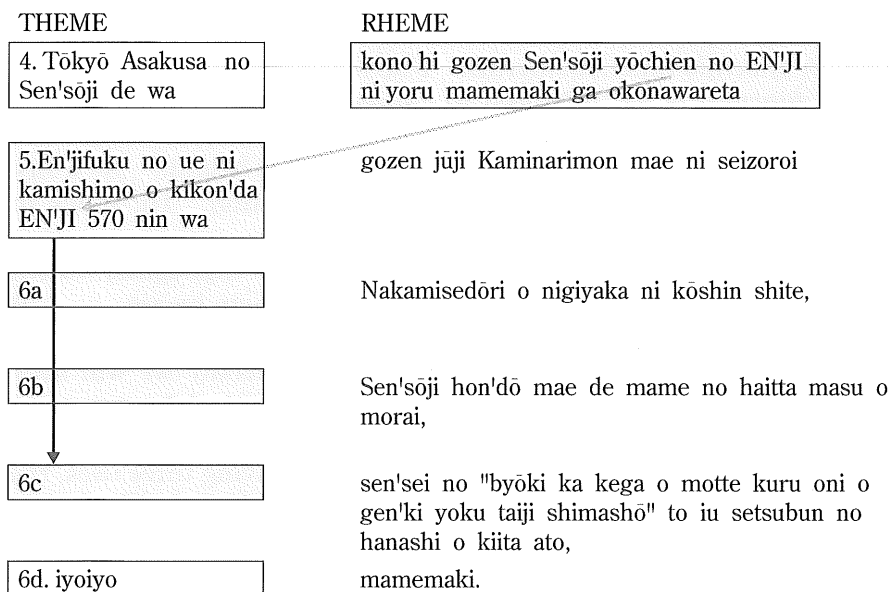 THEME RHEME
4. Tōkyō Asakusa no
Sen'sōji de wa
kono hi gozen Sen'sōji yōchien no EN'JI
ni yoru mamemaki ga okonawareta
5.En'jifuku no ue ni
kamishimo o kikon'da
EN'JI 570 nin wa
gozen jūji Kaminarimon mae ni seizoroi
6a
Nakamisedōri o nigiyaka ni kōshin shite,
6b
Sen'sōji hon'dō mae de mame no haitta masu o
morai,
6c
sen'sei no "byōki ka kega o motte kuru oni o
gen'ki yoku taiji shimashō" to iu setsubun no
hanashi o kiita ato,
6d. iyoiyo
mamemaki.